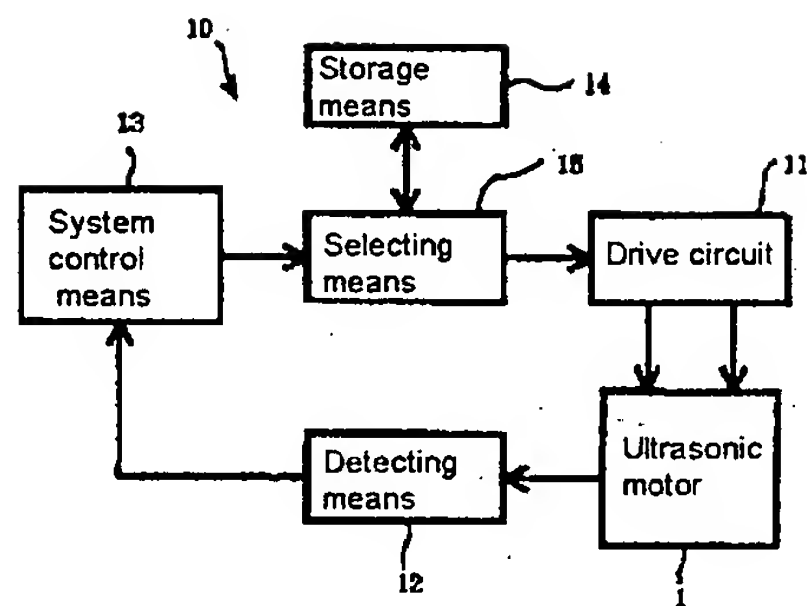 10
Storage
means
14
13
15
11
System
control
means
Selecting
means
Drive circuit
Detecting
means
Ultrasonic
motor
12
1